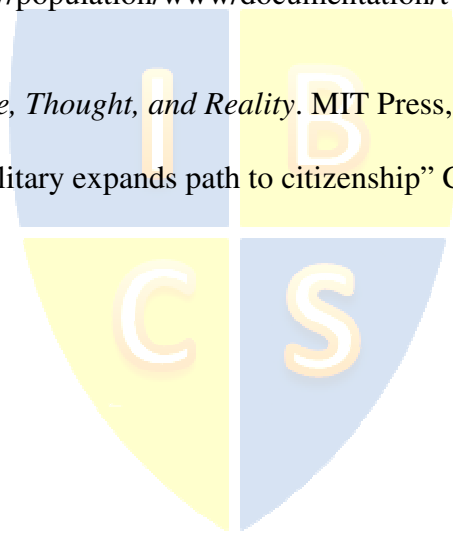 /population/www/documentation/t
e, Thought, and Reality. MIT Press,
litary expands path to citizenship” C
I B
C S